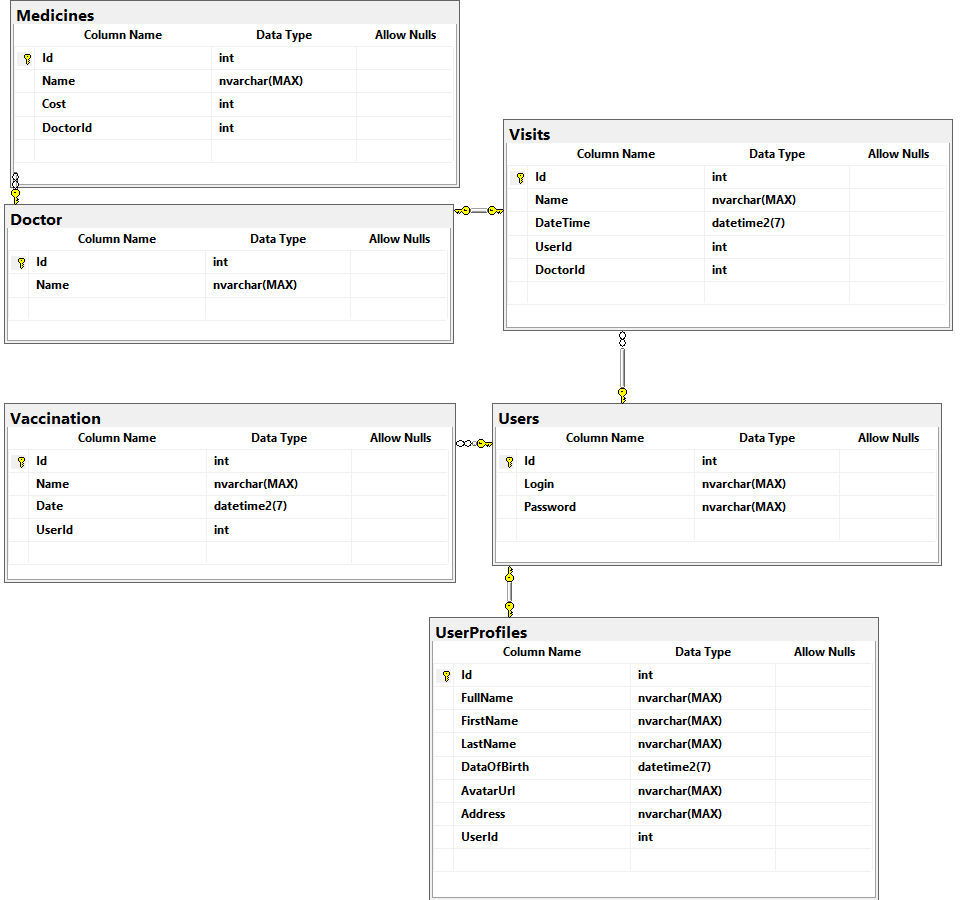 Medicines
Column Name Data Type Allow Nulls
Id int
Name nvarchar(MAX)
Cost int
DoctorId int
Doctor
Column Name Data Type Allow Nulls
Id int
Name nvarchar(MAX)
Visits
Column Name Data Type Allow Nulls
Id int
Name nvarchar(MAX)
DateTime datetime2(7)
UserId int
DoctorId int
Vaccination
Column Name Data Type Allow Nulls
Id int
Name nvarchar(MAX)
Date datetime2(7)
UserId int
Users
Column Name Data Type Allow Nulls
Id int
Login nvarchar(MAX)
Password nvarchar(MAX)
UserProfiles
Column Name Data Type Allow Nulls
Id int
FullName nvarchar(MAX)
FirstName nvarchar(MAX)
LastName nvarchar(MAX)
DataOfBirth datetime2(7)
AvatarUrl nvarchar(MAX)
Address nvarchar(MAX)
UserId int